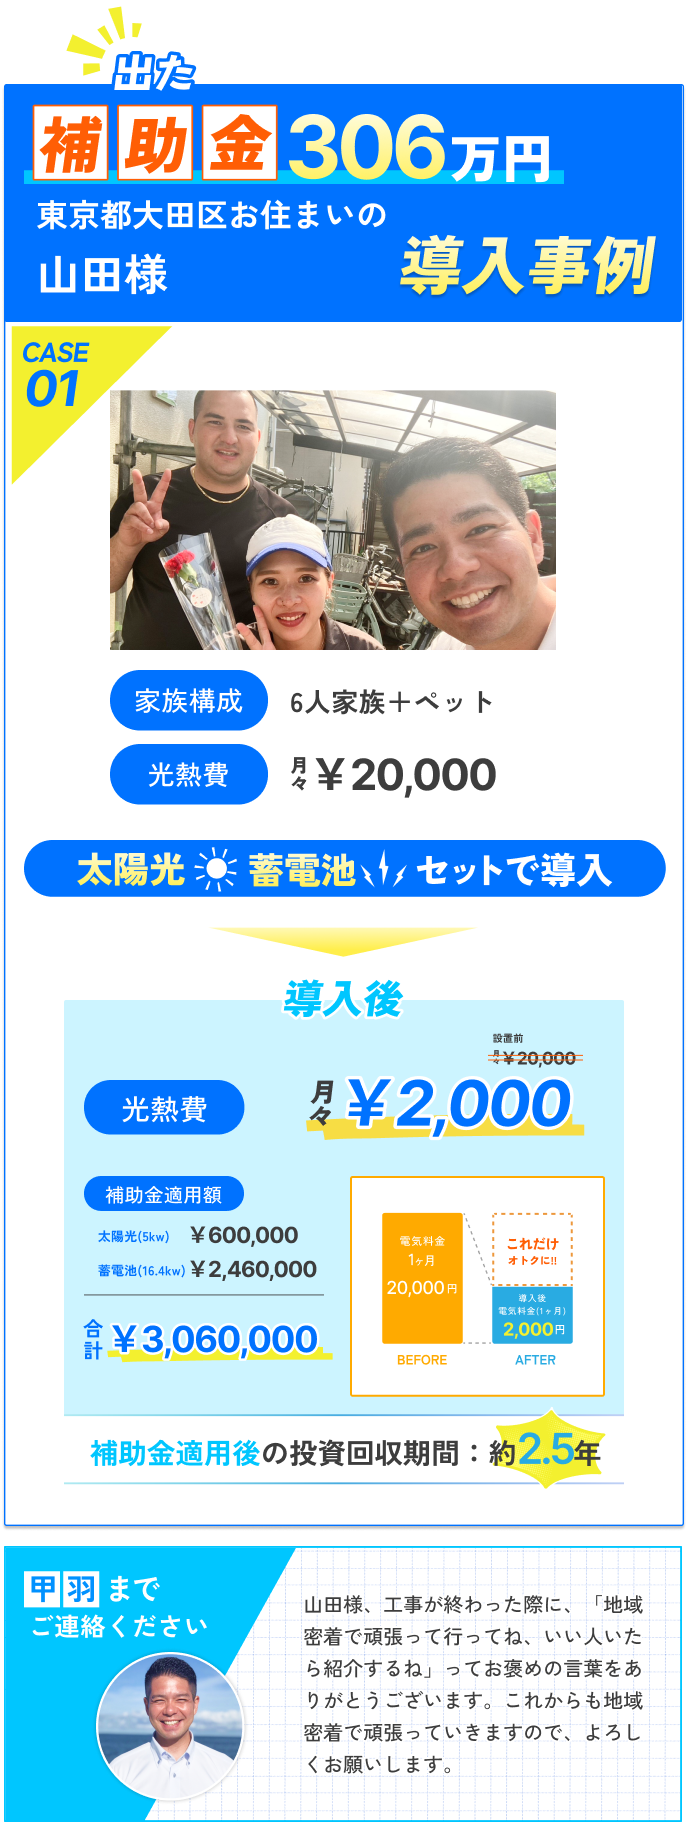 出た
補助金306万円
東京都大田区お住まいの
山田様
導入事例
CASE
01
家族構成 6人家族＋ペット
光熱費 月々￥20,000
太陽光 蓄電池 セットで導入
導入後
設置前
月々￥20,000
光熱費 月々￥2,000
補助金適用額
太陽光(5kw) ￥600,000
蓄電池(16.4kw) ￥2,460,000
合計 ￥3,060,000
電気料金
1ヶ月
20,000円
BEFORE
これだけ
オトクに!!
導入後
電気料金(1ヶ月)
2,000円
AFTER
補助金適用後の投資回収期間：約2.5年
甲羽まで
ご連絡ください
山田様、工事が終わった際に、「地域
密着で頑張って行ってね、いい人いた
ら紹介するね」ってお褒めの言葉をあ
りがとうございます。これからも地域
密着で頑張っていきますので、よろし
くお願いします。